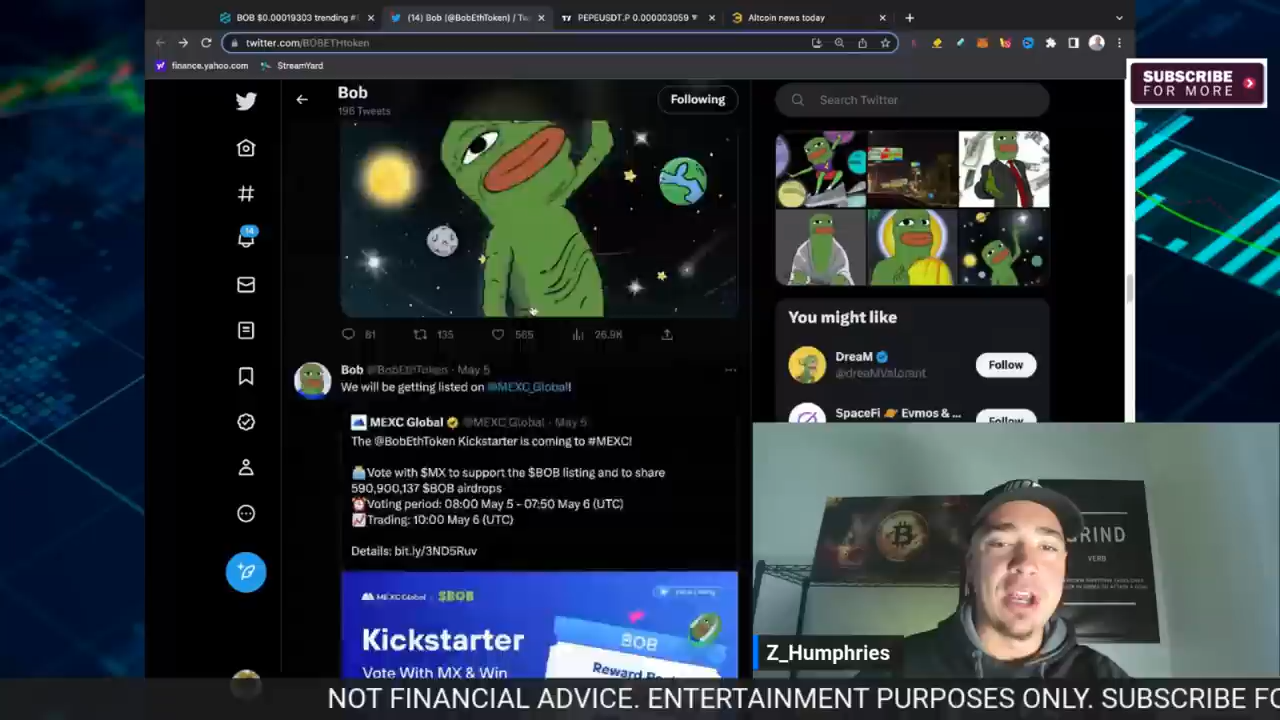 BOB $0.00019303 trending #
(14) Bob (@BobEthToken) / Tw
PEPEUSDT.P 0.000003059
Altcoin news today
twitter.com/BOBETHtoken
finance.yahoo.com
StreamYard
SUBSCRIBE
FOR MORE
Bob
198 Tweets
Following
Search Twitter
14
81
135
565
26.9K
You might like
DreaM
@dreaMValorant
Follow
SpaceFi
Evmos & ...
Follow
Bob @BobEthToken · May 5
We will be getting listed on @MEXC_Global!
MEXC Global @MEXC_Global · May 5
The @BobEthToken Kickstarter is coming to #MEXC!
Vote with $MX to support the $BOB listing and to share
590,900,137 $BOB airdrops
Voting period: 08:00 May 5 - 07:50 May 6 (UTC)
Trading: 10:00 May 6 (UTC)
Details: bit.ly/3ND5Ruv
MEXC Global
$BOB
Kickstarter
Vote With MX & Win
BOB
GRIND
VERB
Z_Humphries
NOT FINANCIAL ADVICE. ENTERTAINMENT PURPOSES ONLY. SUBSCRIBE FO